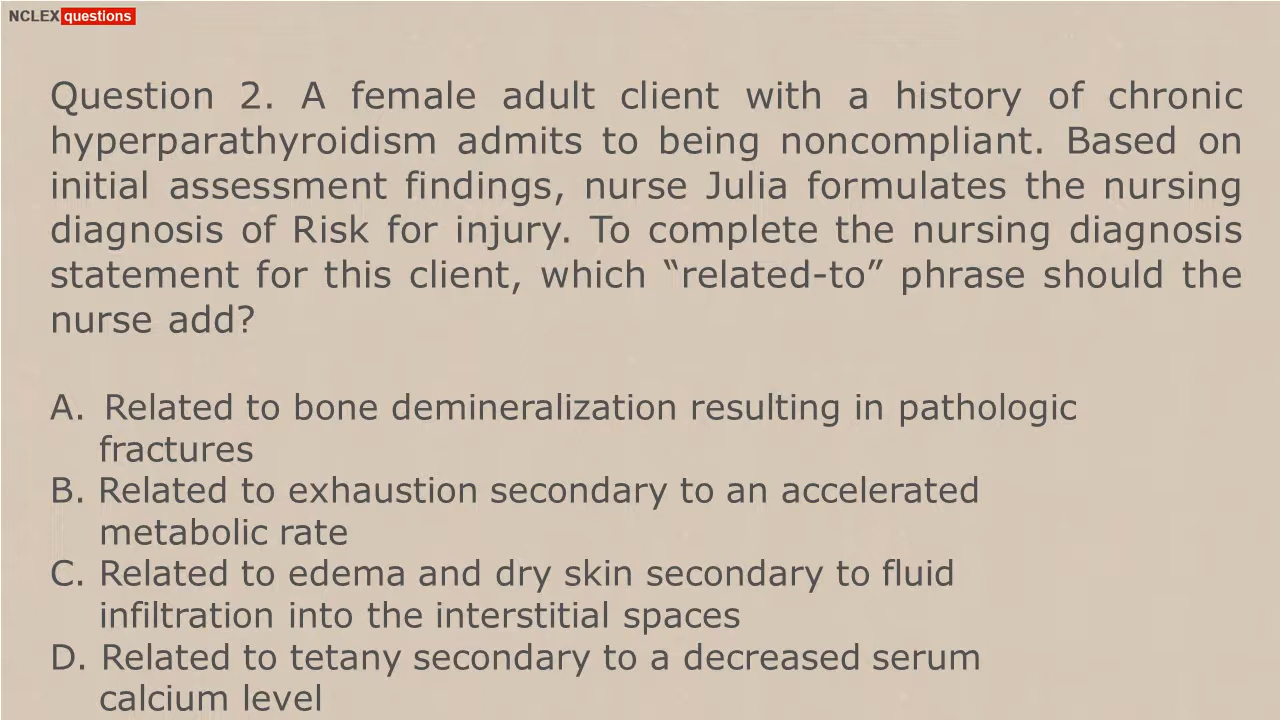 NCLEX questions
Question 2. A female adult client with a history of chronic
hyperparathyroidism admits to being noncompliant. Based on
initial assessment findings, nurse Julia formulates the nursing
diagnosis of Risk for injury. To complete the nursing diagnosis
statement for this client, which “related-to” phrase should the
nurse add?
A. Related to bone demineralization resulting in pathologic
fractures
B. Related to exhaustion secondary to an accelerated
metabolic rate
C. Related to edema and dry skin secondary to fluid
infiltration into the interstitial spaces
D. Related to tetany secondary to a decreased serum
calcium level